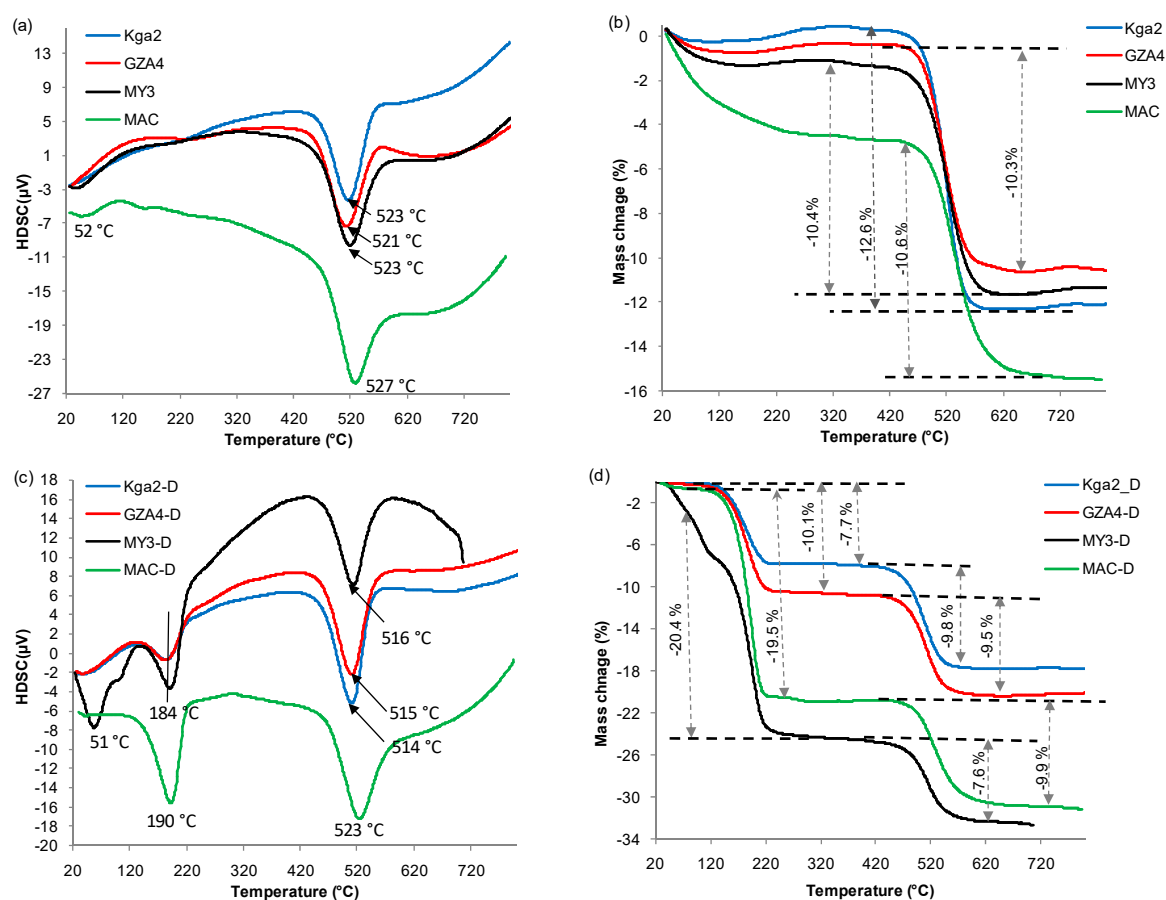 (a)
Kga2
GZA4
MY3
MAC
13
9
5
1
-3
-7
-11
-15
-19
-23
-27
HDSC(µV)
52 °C
523 °C
521 °C
523 °C
527 °C
20 120 220 320 420 520 620 720
Temperature (°C)
(b)
Kga2
GZA4
MY3
MAC
0
-2
-4
-6
-8
-10
-12
-14
-16
Mass chnage (%)
-10.4%
-12.6 %
-10.6 %
-10.3%
20 120 220 320 420 520 620 720
Temperature (°C)
(c)
Kga2-D
GZA4-D
MY3-D
MAC-D
18
16
14
12
10
8
6
4
2
0
-2
-4
-6
-8
-10
-12
-14
-16
-18
-20
HDSC(µV)
516 °C
184 °C
515 °C
51 °C
514 °C
190 °C
523 °C
20 120 220 320 420 520 620 720
Temperature (°C)
(d)
Kga2_D
GZA4-D
MY3-D
MAC-D
-2
-6
-10
-14
-18
-22
-26
-30
-34
Mass chnage (%)
-20.4 %
-19.5 %
-10.1%
-7.7 %
-9.8 %
-9.5 %
-7.6 %
-9.9 %
20 120 220 320 420 520 620 720
Temperature (°C)